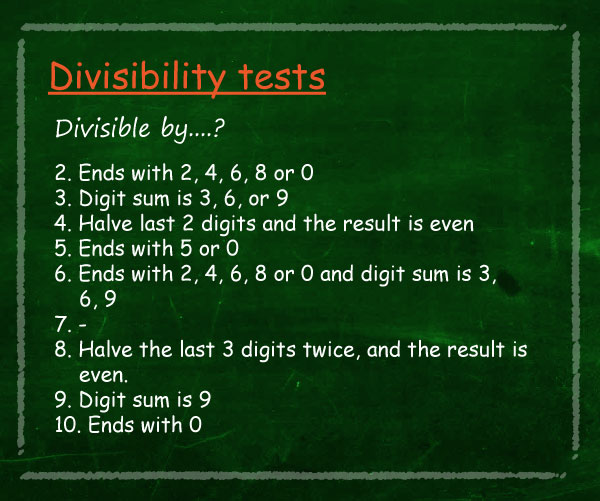 Divisibility tests
Divisible by....?
2. Ends with 2, 4, 6, 8 or 0
3. Digit sum is 3, 6, or 9
4. Halve last 2 digits and the result is even
5. Ends with 5 or 0
6. Ends with 2, 4, 6, 8 or 0 and digit sum is 3,
6, 9
7. -
8. Halve the last 3 digits twice, and the result is
even.
9. Digit sum is 9
10. Ends with 0